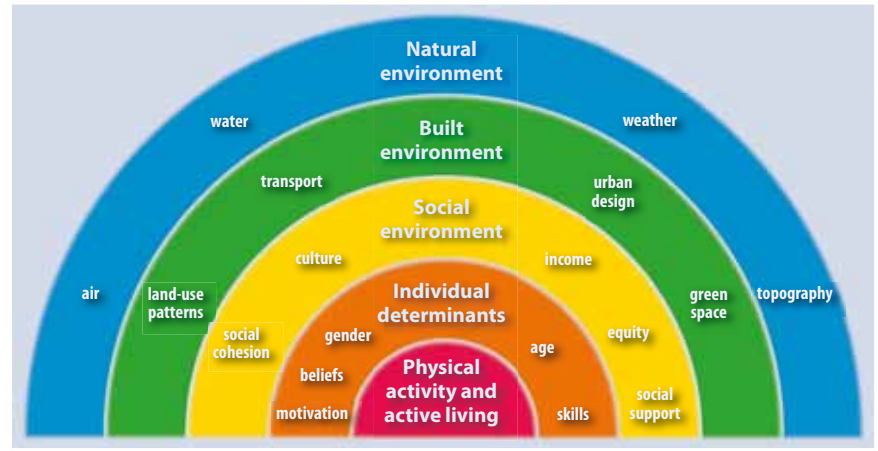 Natural
environment
water
weather
Built
environment
transport
urban
design
Social
environment
culture
income
air
land-use
patterns
green
space
topography
Individual
determinants
social
cohesion
gender
age
equity
beliefs
Physical
activity and
active living
motivation
skills
social
support